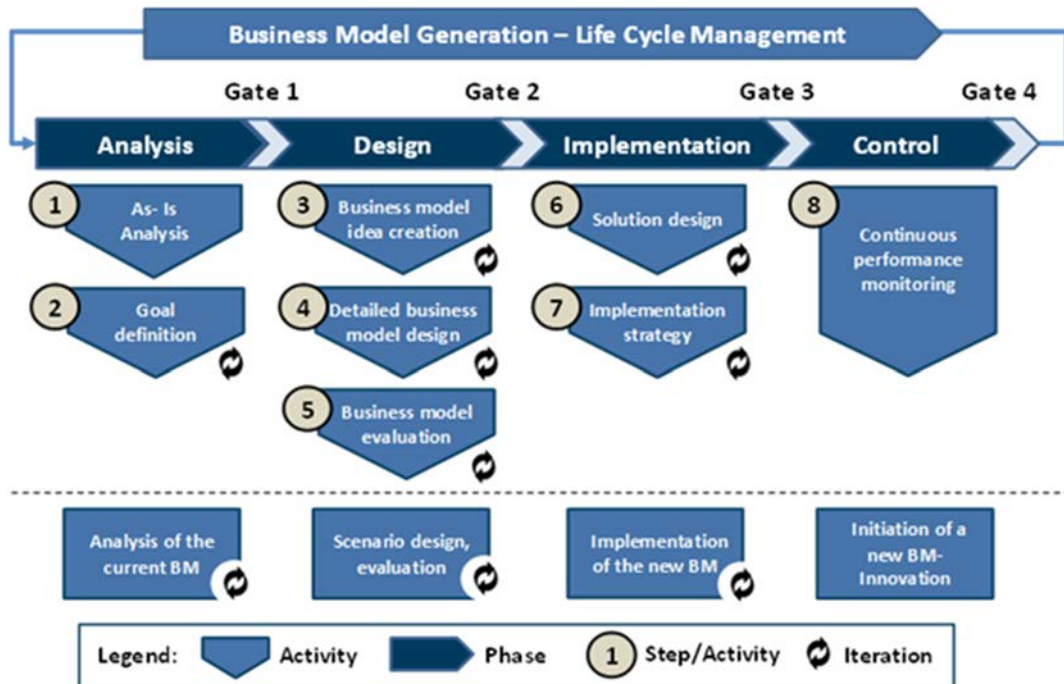 Business Model Generation – Life Cycle Management
Gate 1
Gate 2
Gate 3
Gate 4
Analysis
Design
Implementation
Control
1
As- Is
Analysis
2
Goal
definition
3
Business model
idea creation
4
Detailed business
model design
5
Business model
evaluation
6
Solution design
7
Implementation
strategy
8
Continuous
performance
monitoring
Analysis of the
current BM
Scenario design,
evaluation
Implementation
of the new BM
Initiation of a
new BM-
Innovation
Legend:
Activity
Phase
1
Step/Activity
Iteration